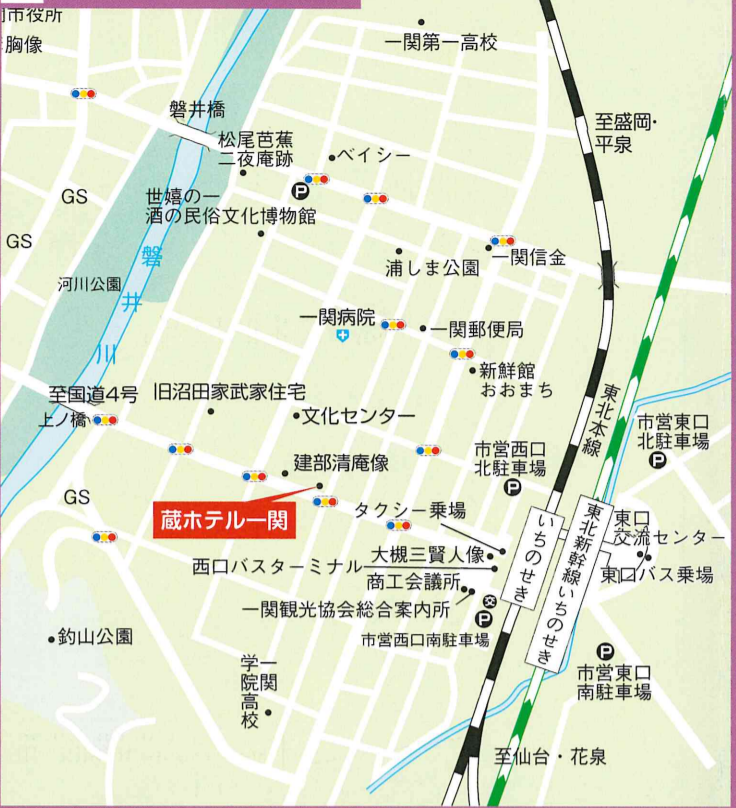 市役所
胸像
一関第一高校
磐井橋
松尾芭蕉
二夜庵跡
ベイシー
至盛岡・
平泉
P
GS
世嬉の一
酒の民俗文化博物館
GS
磐井川
浦しま公園
一関信金
河川公園
一関病院
一関郵便局
新鮮館
おおまち
至国道4号
旧沼田家武家住宅
上ノ橋
文化センター
東北本線
市営東口
北駐車場
P
市営西口
北駐車場
P
建部清庵像
GS
蔵ホテル一関
タクシー乗場
いちのせき
東北新幹線いちのせき
東口
交流センター
大槻三賢人像
西口バスターミナル
東口バス乗場
商工会議所
一関観光協会総合案内所
交
P
市営西口南駐車場
釣山公園
P
市営東口
南駐車場
一関
学院高校
至仙台・花泉